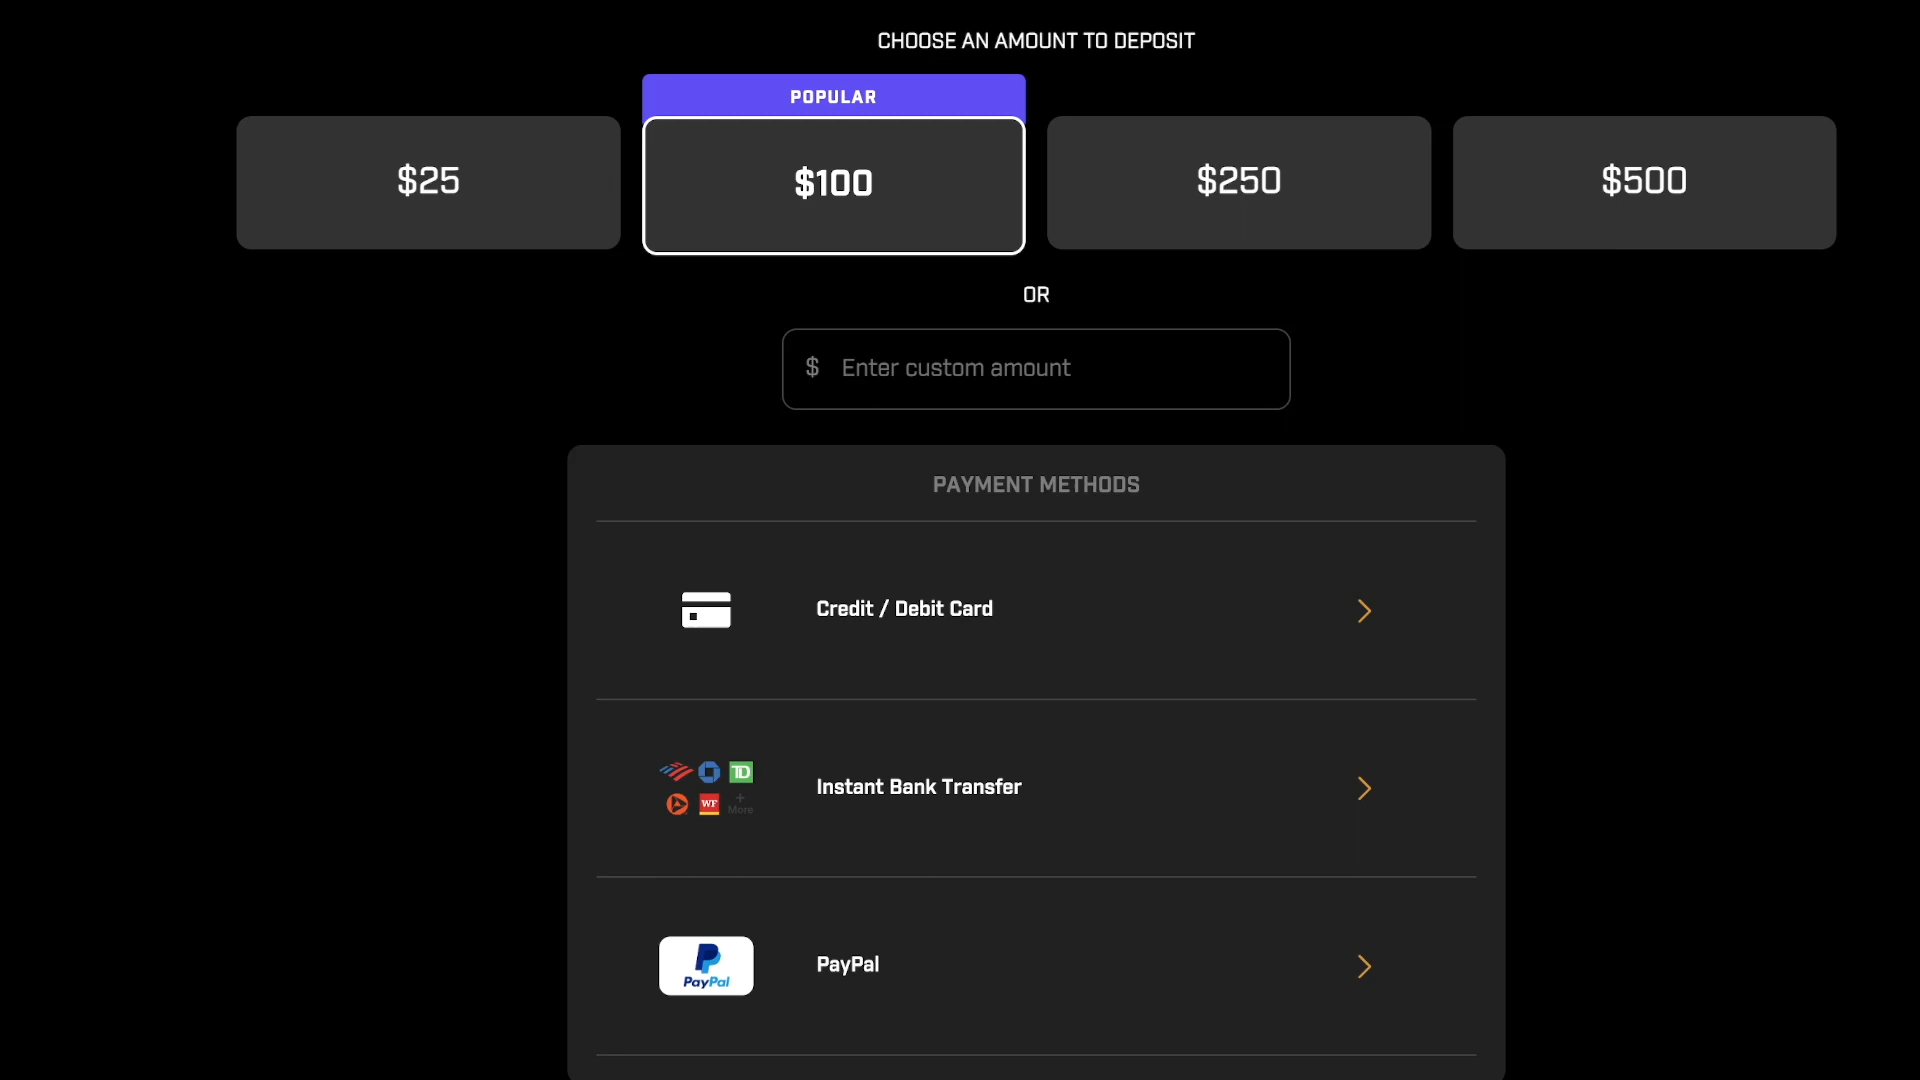 CHOOSE AN AMOUNT TO DEPOSIT
POPULAR
$25
$100
$250
$500
OR
$ Enter custom amount
PAYMENT METHODS
Credit / Debit Card
TD
WF
+
More
Instant Bank Transfer
PayPal
PayPal